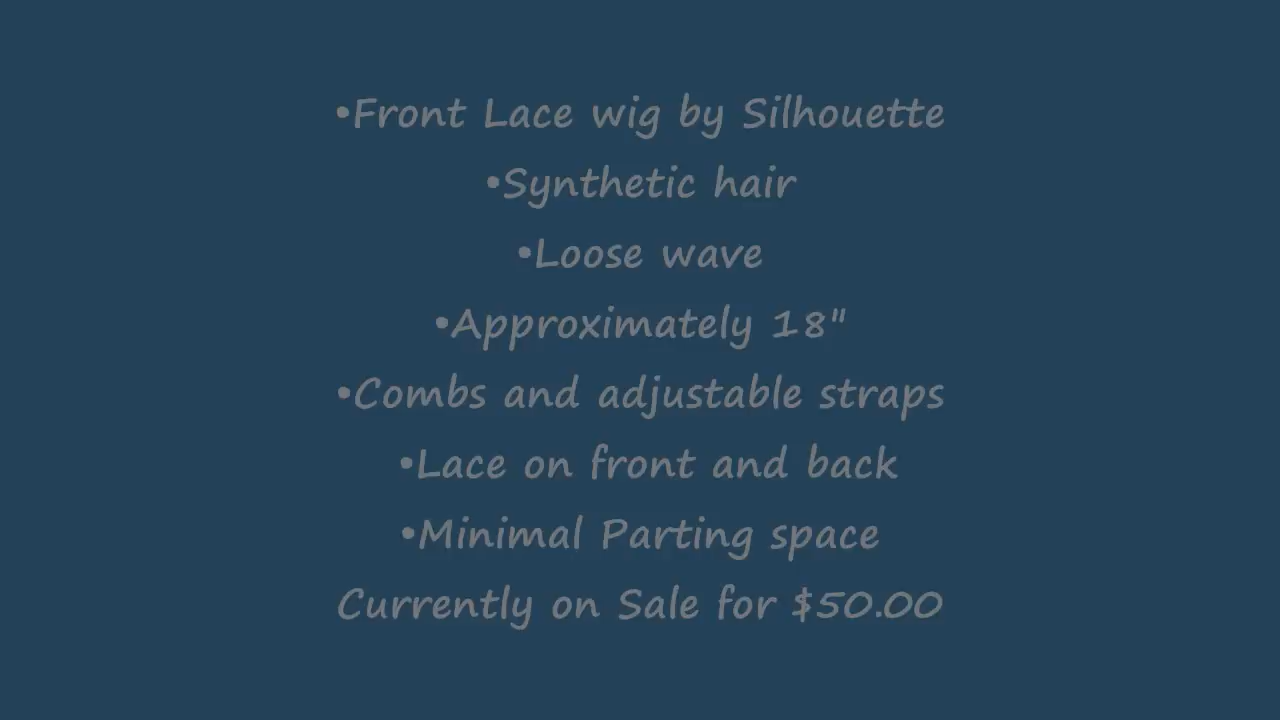 •Front Lace wig by Silhouette
•Synthetic hair
•Loose wave
•Approximately 18"
•Combs and adjustable straps
•Lace on front and back
•Minimal Parting space
Currently on Sale for $50.00